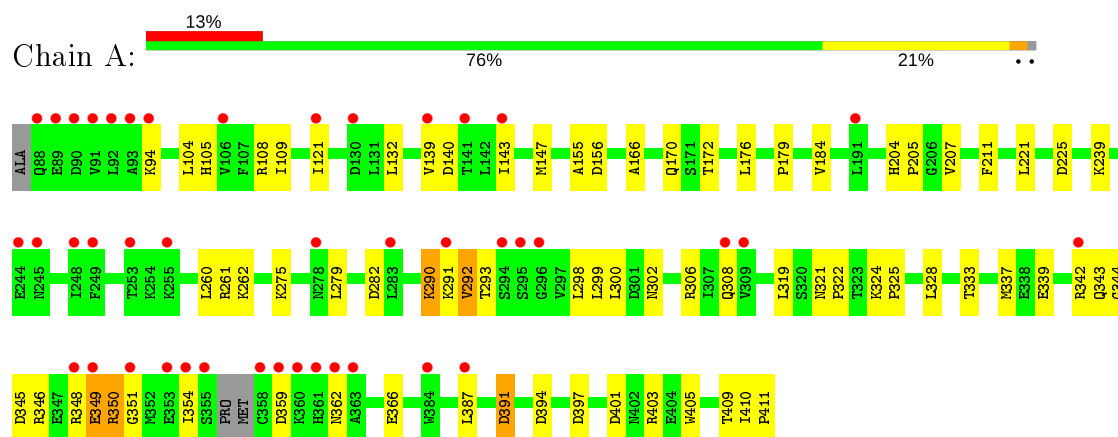 13%
Chain A:
76% 21% • •
ALA Q88 E89 D90 V91 L92 A93 K94 L104 H105 V106 F107 R108 I109 I121 D130 L131 L132 V139 D140 T141 L142 I143 M147 A155 D156 A166 Q170 S171 T172 L176 P179 V184 L191 H204 P205 G206 V207 F211 L221 D225 K239
E244 N245 I248 F249 T253 K254 K255 L260 R261 K262 K275 N278 L279 D282 L283 K290 K291 V292 T293 S294 S295 G296 V297 L298 L299 L300 D301 N302 R306 I307 Q308 V309 L319 S320 N321 P322 T323 K324 P325 L328 T333 M337 E338 E339 R342 Q343 G344
D345 R346 E347 R348 E349 R350 G351 M352 E353 I354 S355 PRO MET C358 D359 K360 H361 N362 A363 E366 W384 L387 D391 D394 D397 D401 N402 R403 E404 W405 T409 I410 P411